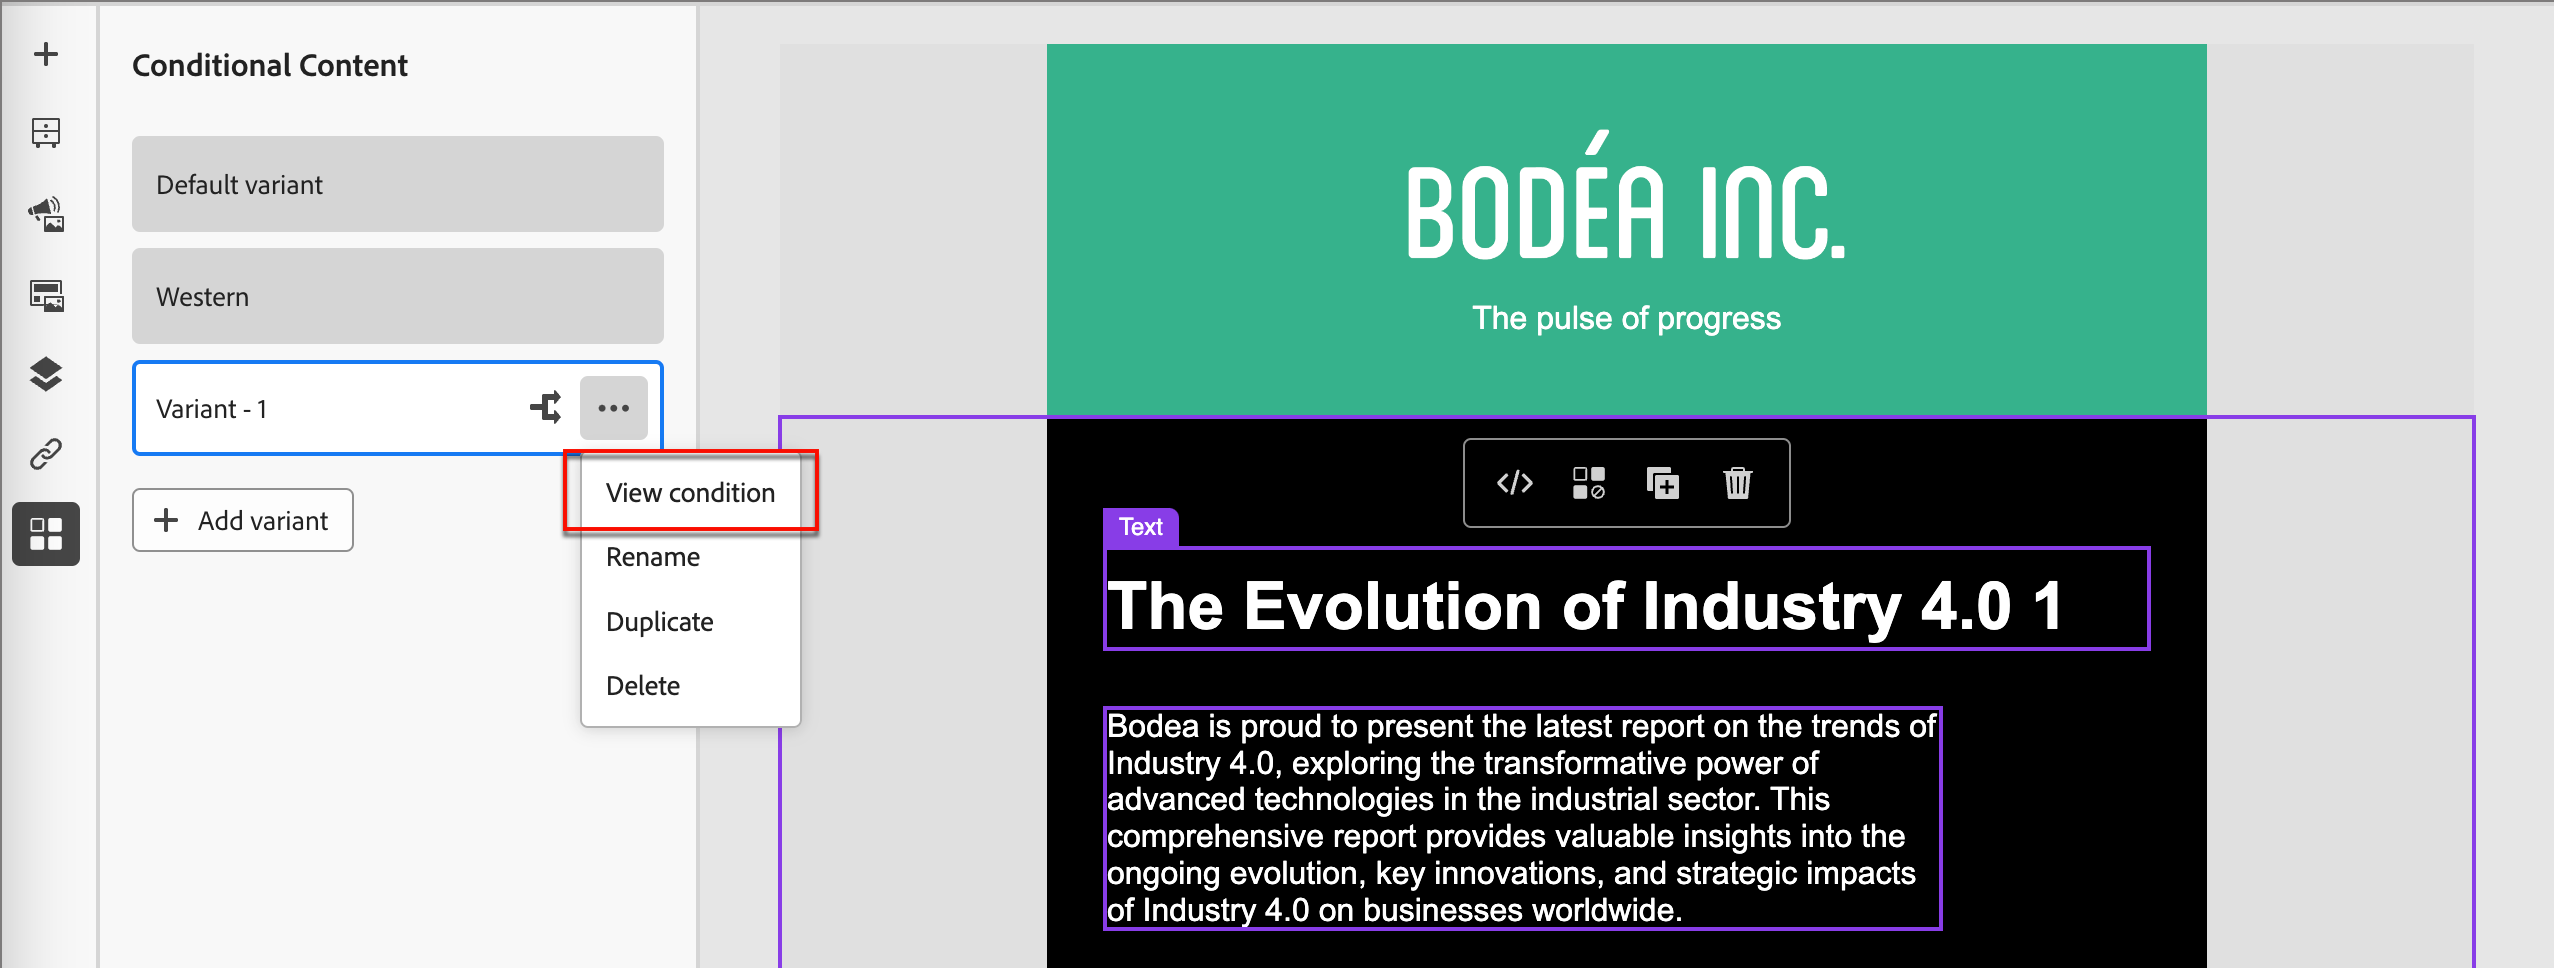 Conditional Content
Default variant
Western
Variant - 1
Add variant
View condition
Rename
Duplicate
Delete
BODÉA INC.
The pulse of progress
Text
The Evolution of Industry 4.0 1
Bodea is proud to present the latest report on the trends of
Industry 4.0, exploring the transformative power of
advanced technologies in the industrial sector. This
comprehensive report provides valuable insights into the
ongoing evolution, key innovations, and strategic impacts
of Industry 4.0 on businesses worldwide.